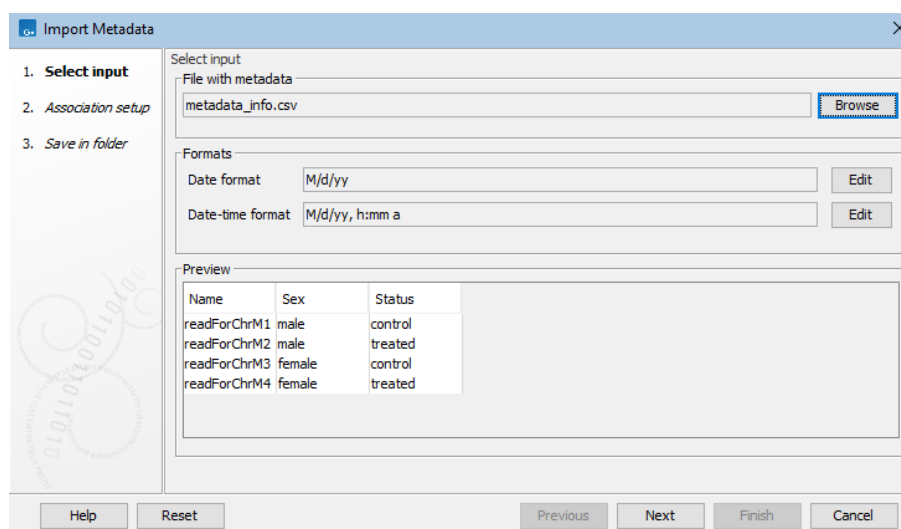 Import Metadata
1. Select input
2. Association setup
3. Save in folder
Select input
File with metadata
metadata_info.csv Browse
Formats
Date format M/d/yy Edit
Date-time format M/d/yy, h:mm a Edit
Preview
Name Sex Status
readForChrM1 male control
readForChrM2 male treated
readForChrM3 female control
readForChrM4 female treated
Help Reset Previous Next Finish Cancel